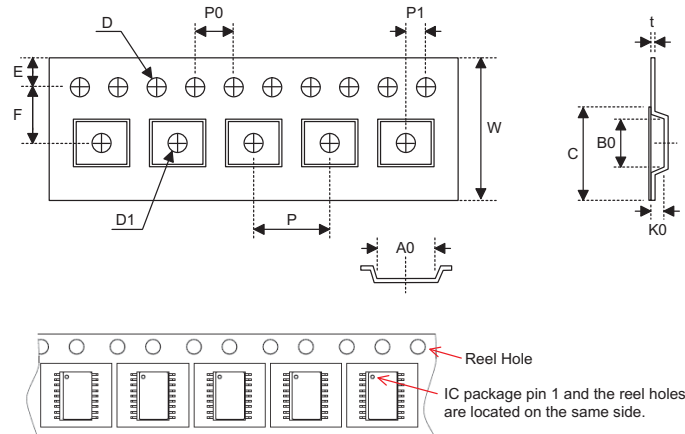 D
P0
P1
t
E
F
W
C
B0
D1
P
K0
A0
Reel Hole
IC package pin 1 and the reel holes
are located on the same side.